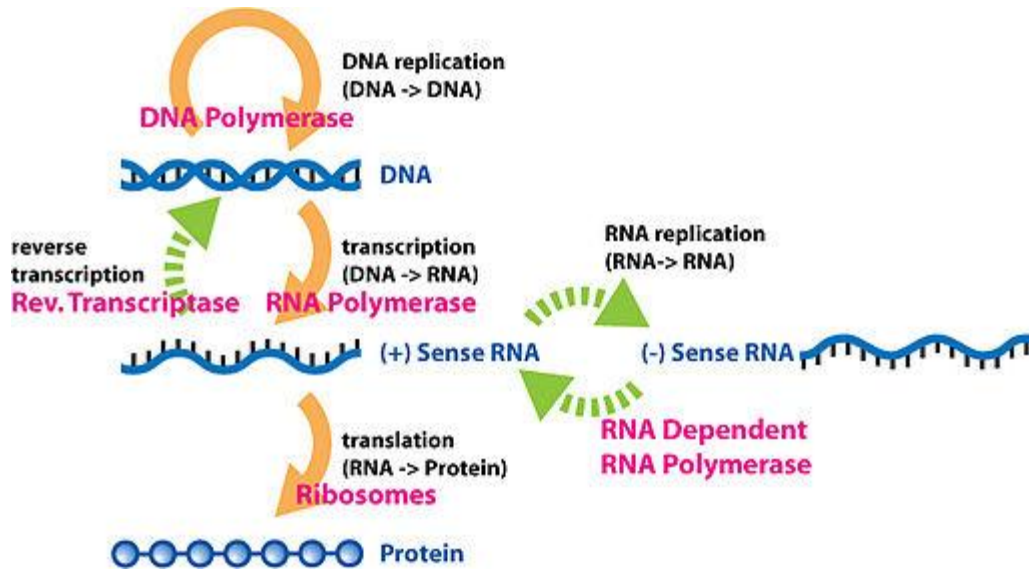 DNA replication
(DNA -> DNA)
DNA Polymerase
DNA
reverse
transcription
Rev. Transcriptase
transcription
(DNA -> RNA)
RNA Polymerase
RNA replication
(RNA-> RNA)
(+) Sense RNA
(-) Sense RNA
RNA Dependent
RNA Polymerase
translation
(RNA -> Protein)
Ribosomes
Protein